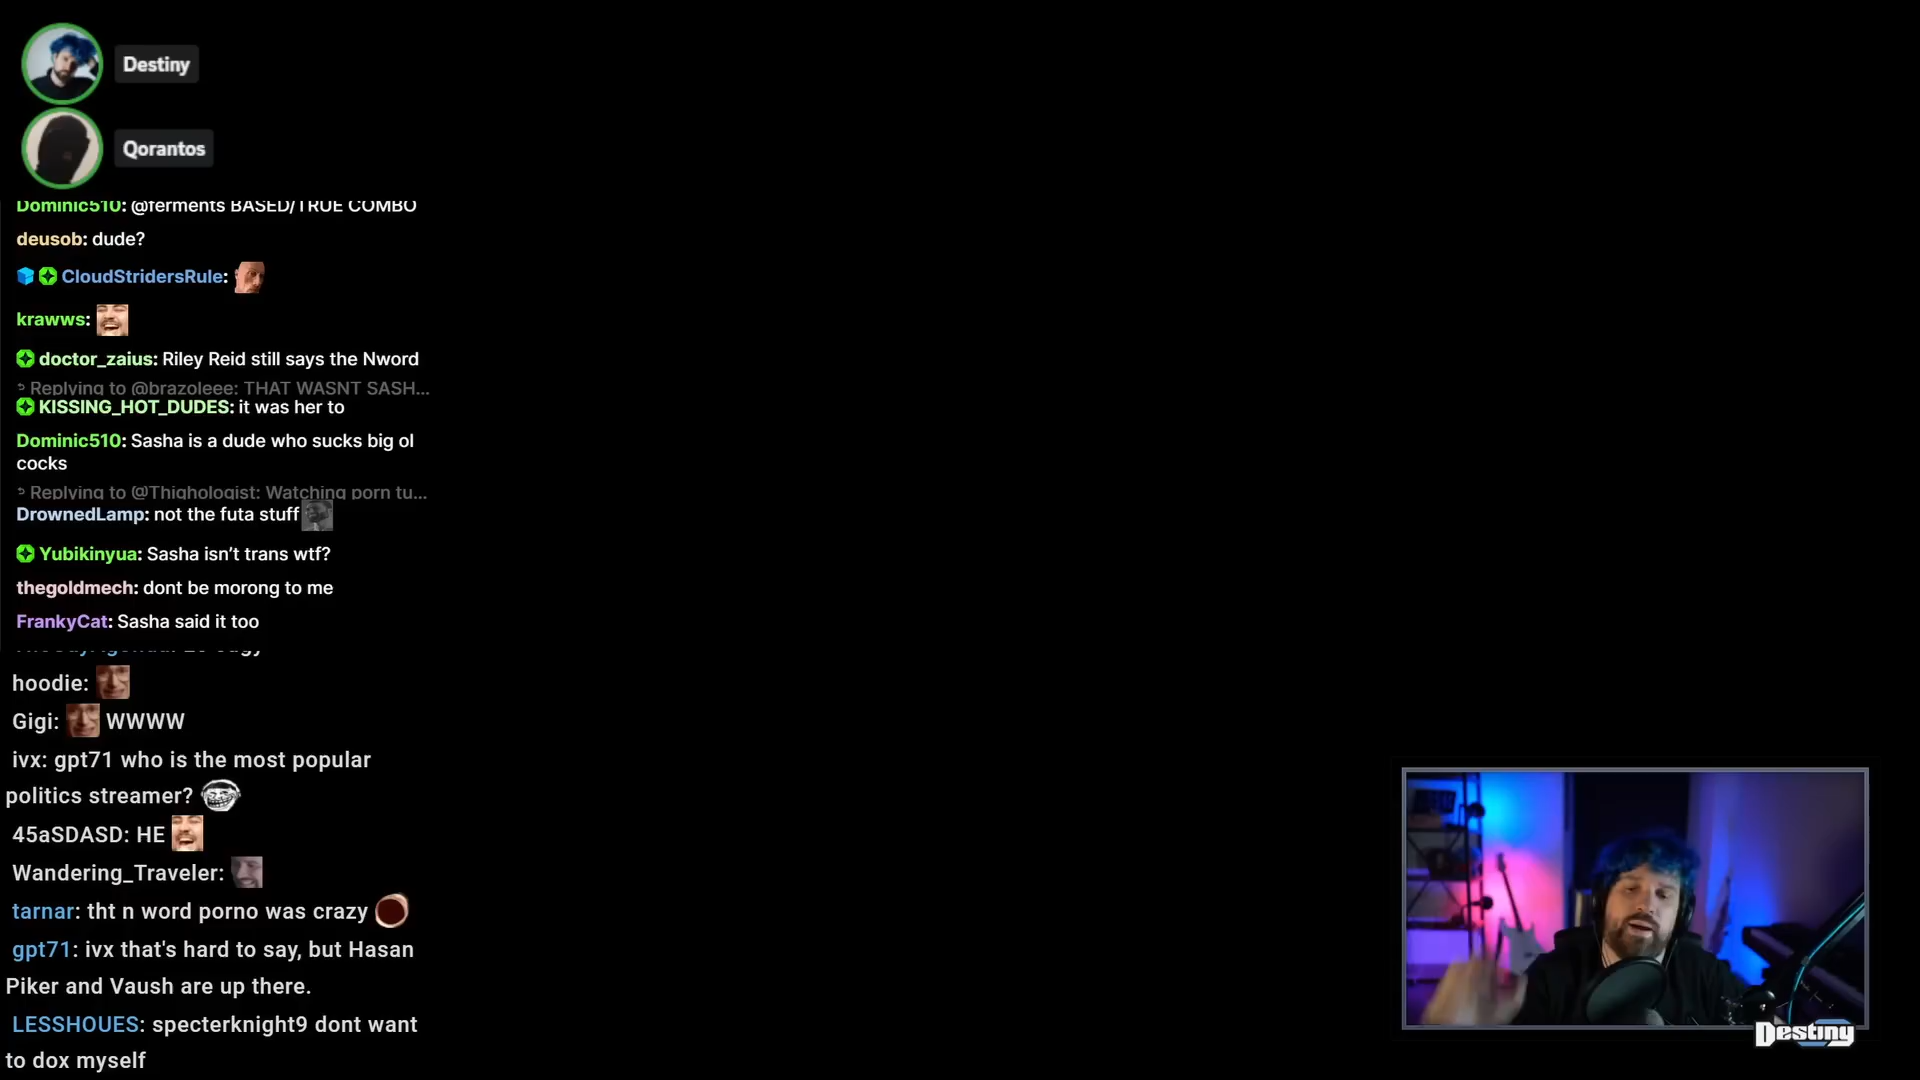 Destiny
Qorantos
Dominic510: @ferments BASED/TRUE COMBO
deusob: dude?
CloudStridersRule:
krawws:
doctor_zaius: Riley Reid still says the Nword
Replying to @brazoleee: THAT WASNT SASH...
KISSING_HOT_DUDES: it was her to
Dominic510: Sasha is a dude who sucks big ol
cocks
Replying to @Thighologist: Watching porn tu...
DrownedLamp: not the futa stuff
Yubikinyua: Sasha isn't trans wtf?
thegoldmech: dont be morong to me
FrankyCat: Sasha said it too
hoodie:
Gigi: WWWW
ivx: gpt71 who is the most popular
politics streamer?
45aSDASD: HE
Wandering_Traveler:
tarnar: tht n word porno was crazy
gpt71: ivx that's hard to say, but Hasan
Piker and Vaush are up there.
LESSHOUES: specterknight9 dont want
to dox myself
Destiny